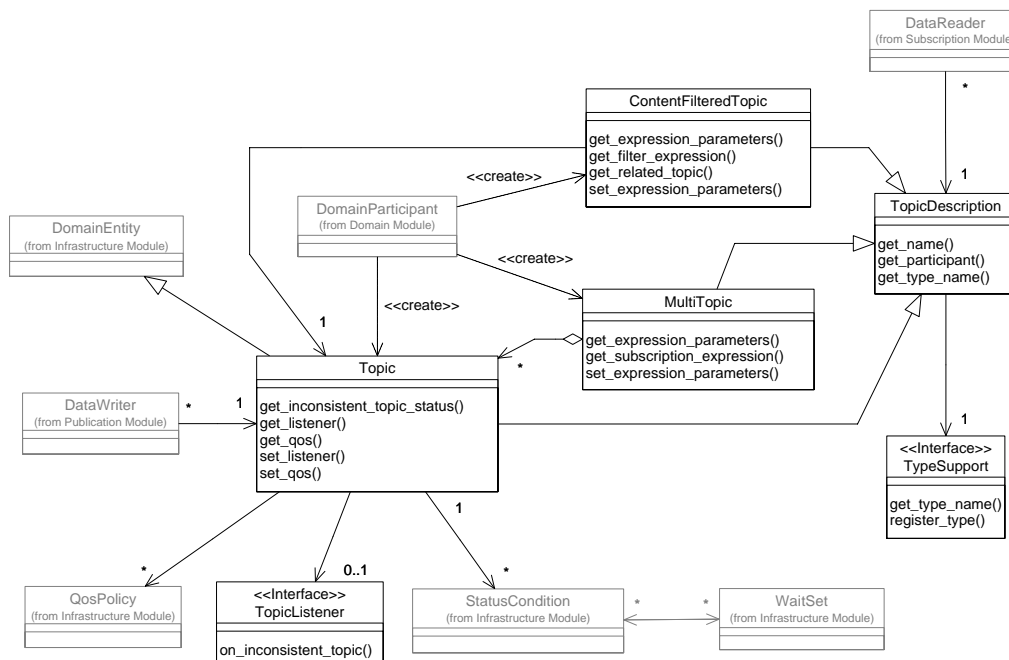 DataReader
(from Subscription Module)
*
1
ContentFilteredTopic
get_expression_parameters()
get_filter_expression()
get_related_topic()
set_expression_parameters()
<<create>>
DomainParticipant
(from Domain Module)
<<create>>
<<create>>
DomainEntity
(from Infrastructure Module)
TopicDescription
get_name()
get_participant()
get_type_name()
MultiTopic
get_expression_parameters()
get_subscription_expression()
set_expression_parameters()
1
*
Topic
get_inconsistent_topic_status()
get_listener()
get_qos()
set_listener()
set_qos()
DataWriter
(from Publication Module)
*
1
1
<<Interface>>
TypeSupport
get_type_name()
register_type()
1
*
0..1
*
QosPolicy
(from Infrastructure Module)
<<Interface>>
TopicListener
on_inconsistent_topic()
StatusCondition
(from Infrastructure Module)
*
*
WaitSet
(from Infrastructure Module)